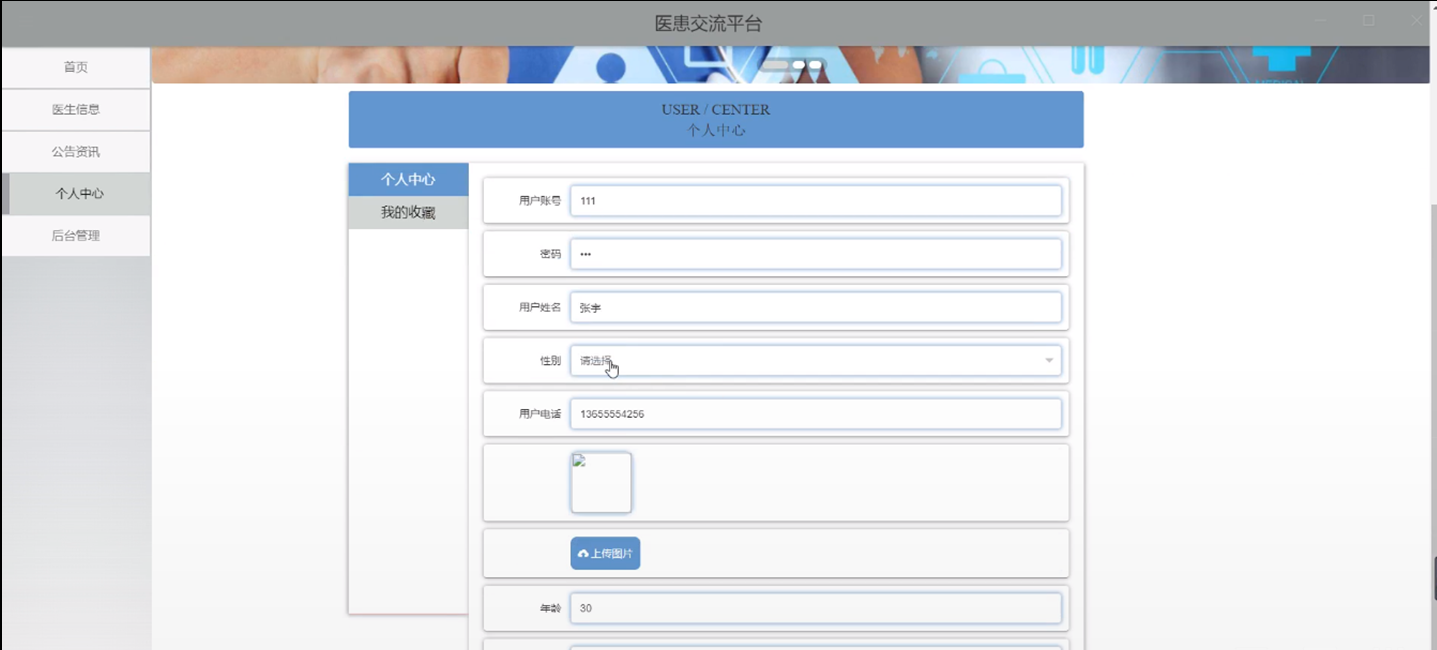 医患交流平台
首页
医生信息
公告资讯
个人中心
后台管理
MEDICAL
USER / CENTER
个人中心
个人中心
我的收藏
用户账号 111
密码 •••
用户姓名 张宇
性别 请选择
用户电话 13655554256
上传图片
年龄 30